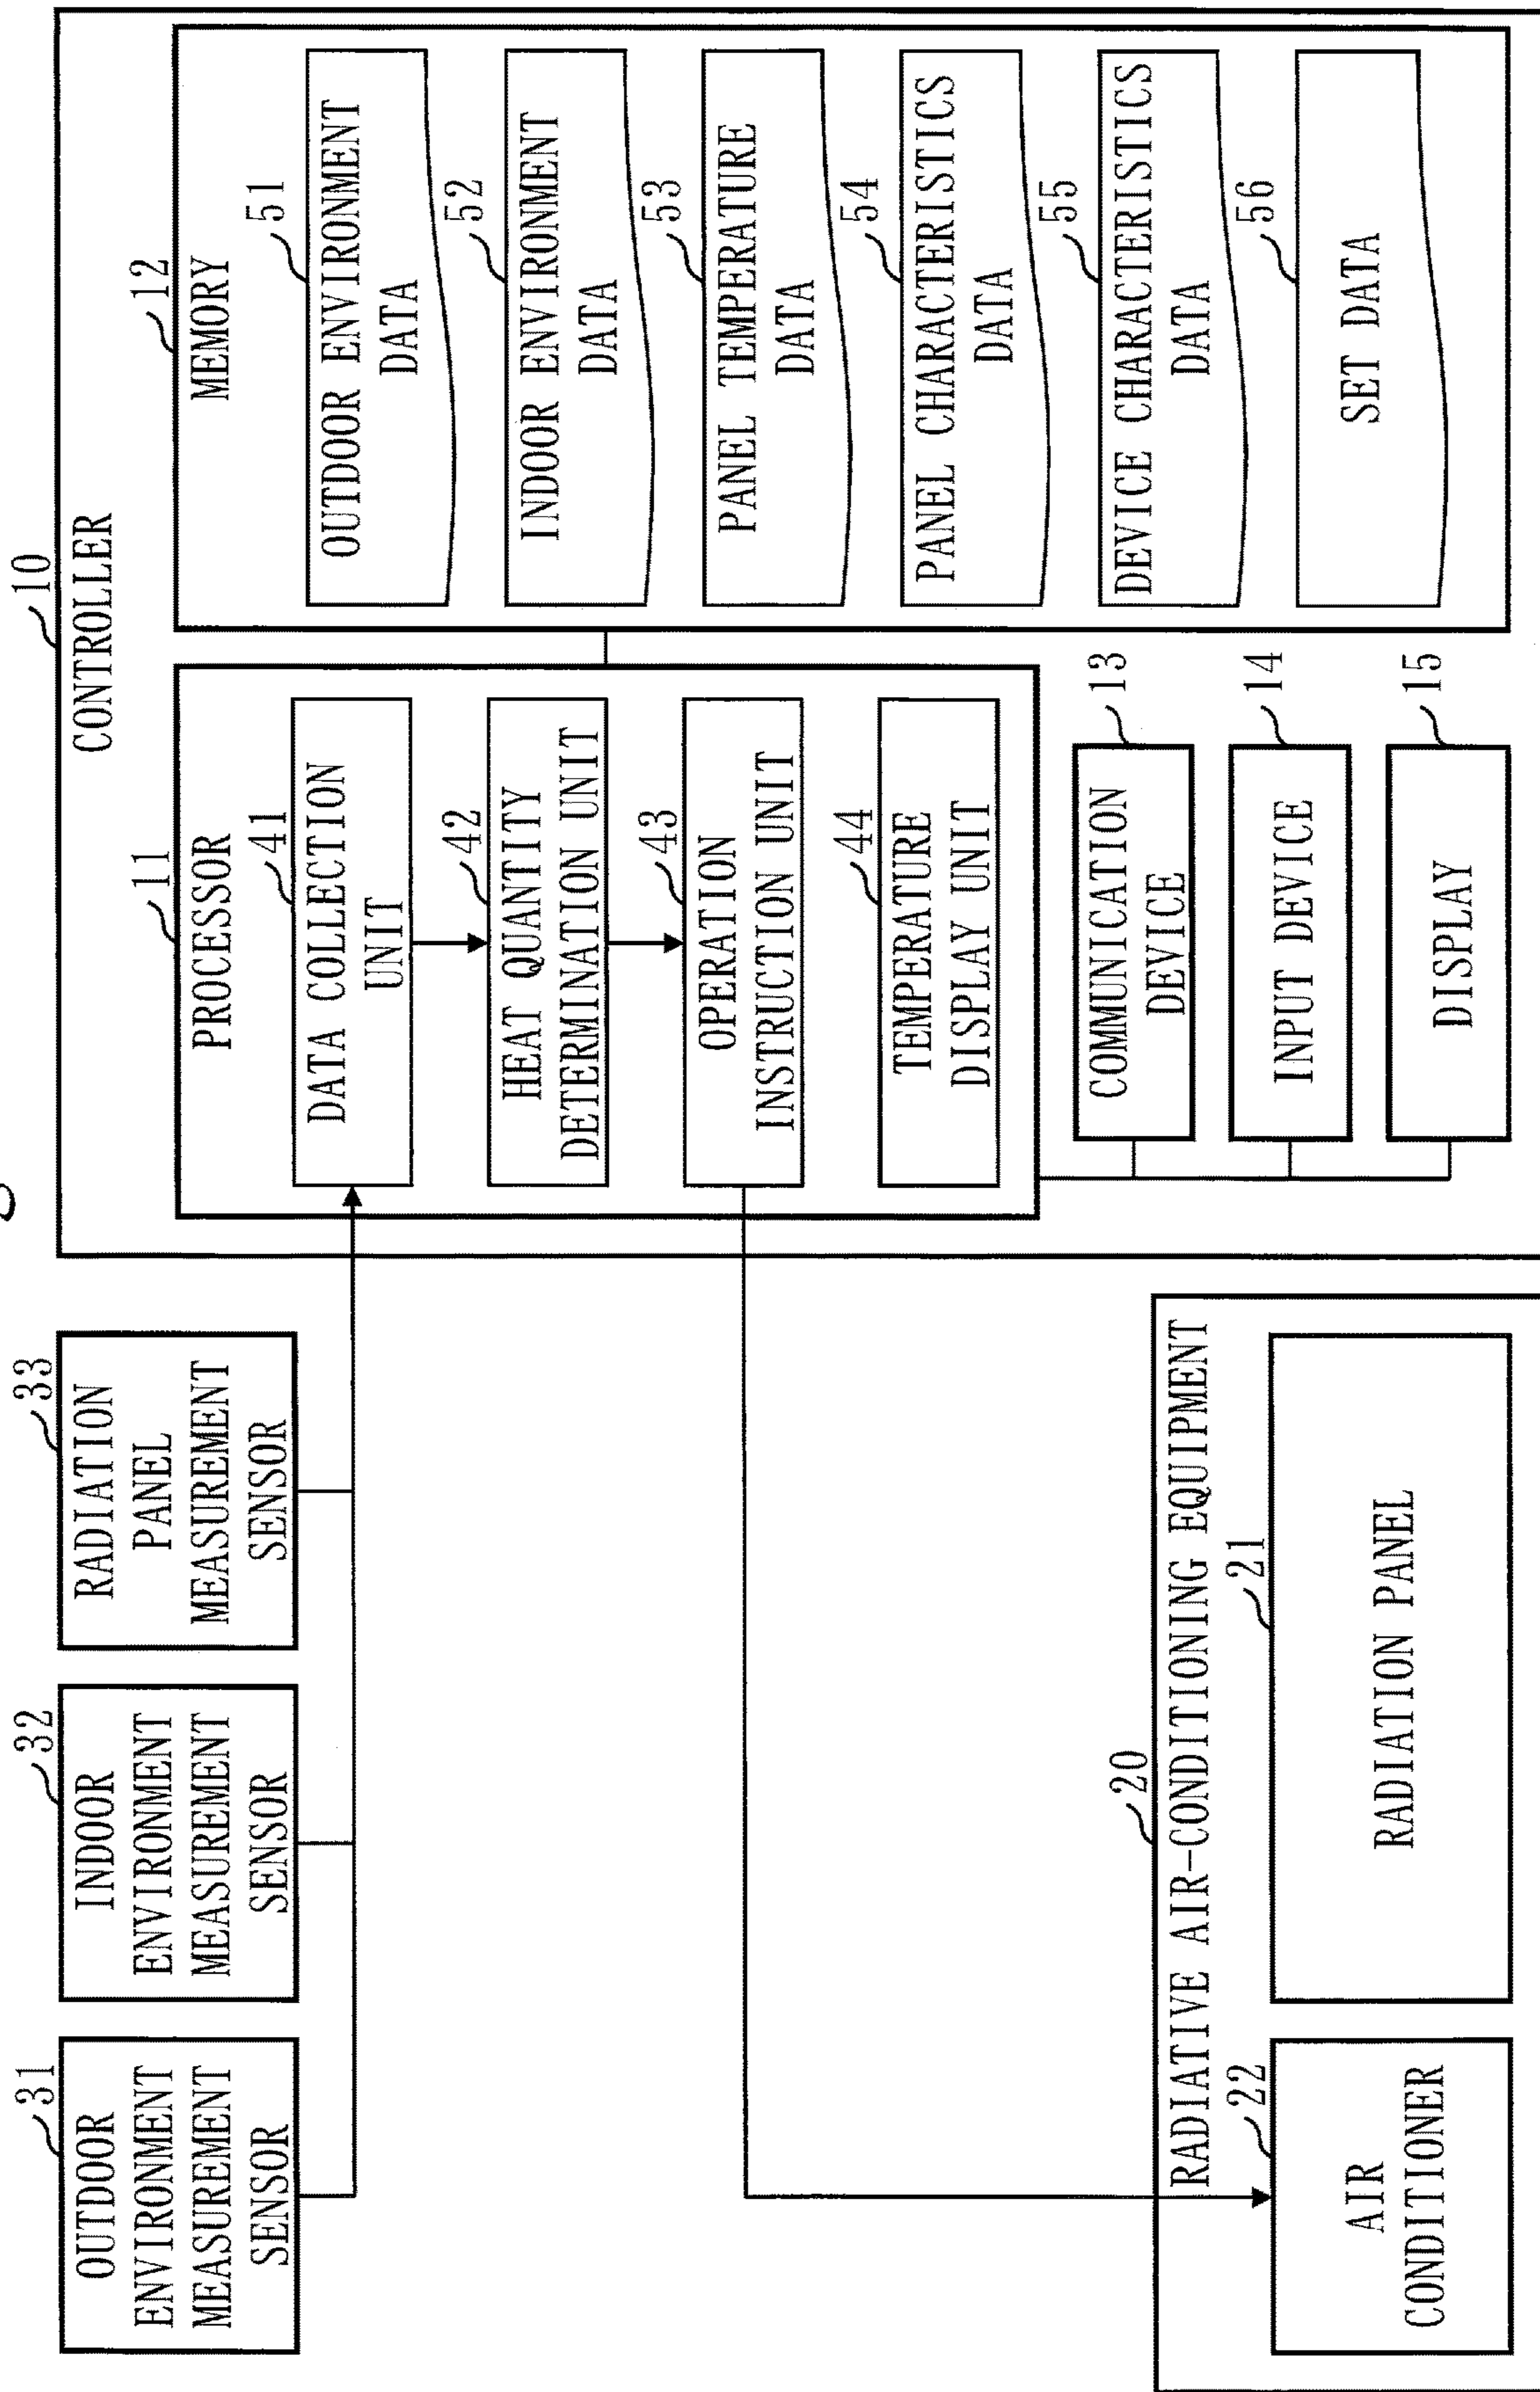 31
OUTDOOR
ENVIRONMENT
MEASUREMENT
SENSOR
32
INDOOR
ENVIRONMENT
MEASUREMENT
SENSOR
33
RADIATION
PANEL
MEASUREMENT
SENSOR
20
RADIATIVE AIR-CONDITIONING EQUIPMENT
22
AIR
CONDITIONER
21
RADIATION PANEL
10
CONTROLLER
11
PROCESSOR
41
DATA COLLECTION
UNIT
42
HEAT QUANTITY
DETERMINATION UNIT
43
OPERATION
INSTRUCTION UNIT
44
TEMPERATURE
DISPLAY UNIT
13
COMMUNICATION
DEVICE
14
INPUT DEVICE
15
DISPLAY
12
MEMORY
51
OUTDOOR ENVIRONMENT
DATA
52
INDOOR ENVIRONMENT
DATA
53
PANEL TEMPERATURE
DATA
54
PANEL CHARACTERISTICS
DATA
55
DEVICE CHARACTERISTICS
DATA
56
SET DATA